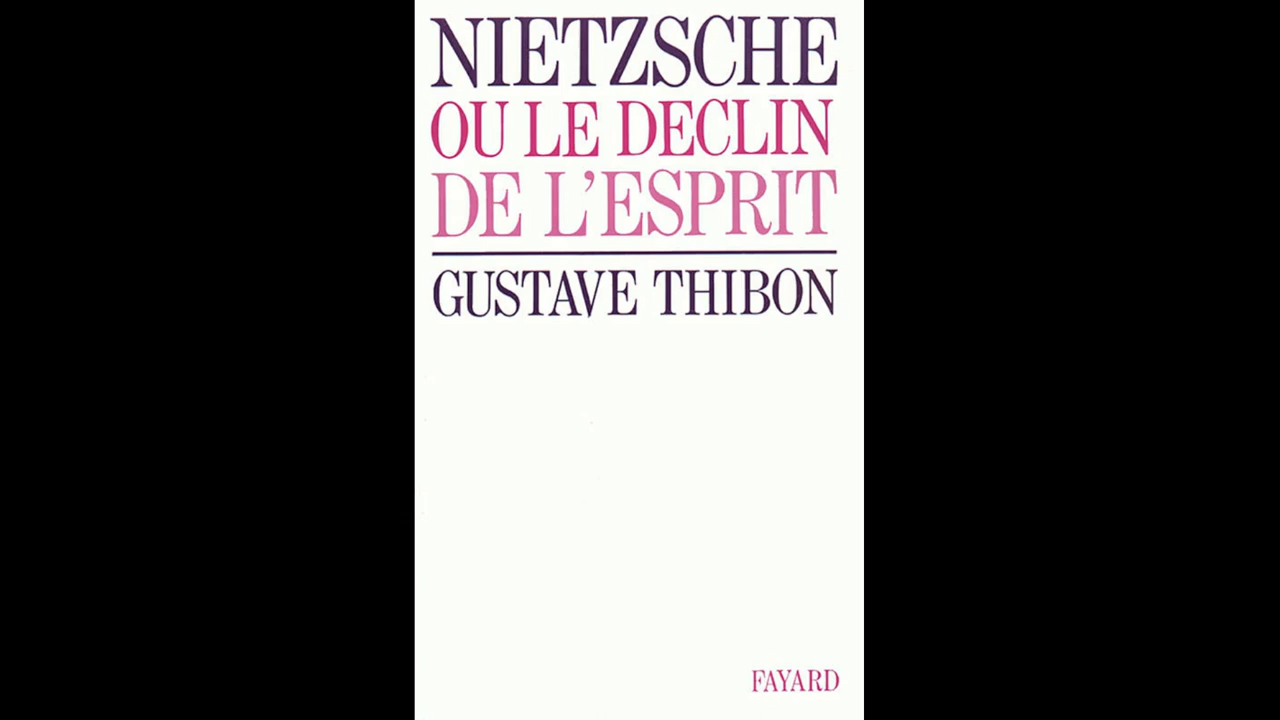 NIETZSCHE
OU LE DECLIN
DE L'ESPRIT
GUSTAVE THIBON
FAYARD